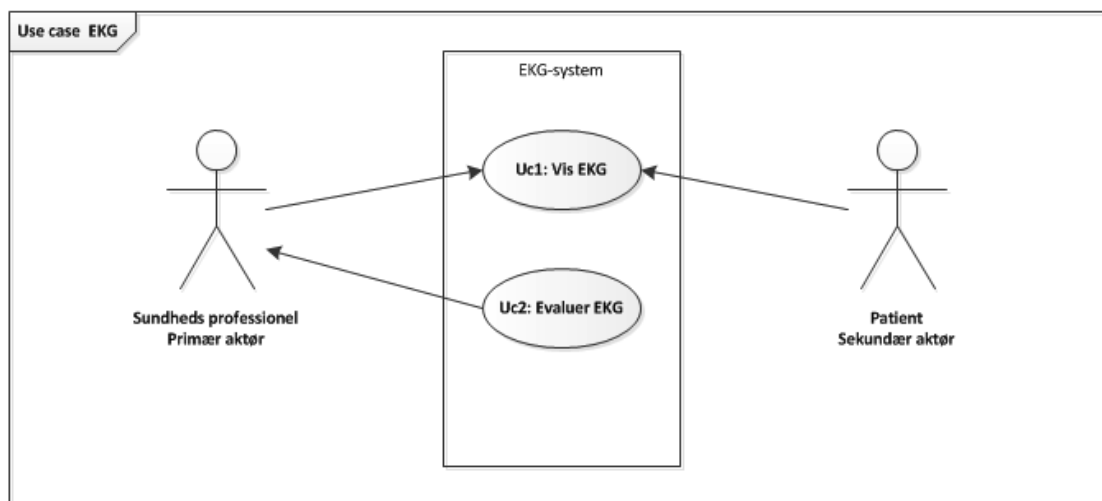 Use case EKG
EKG-system
Uc1: Vis EKG
Uc2: Evaluer EKG
Sundheds professionel
Primær aktør
Patient
Sekundær aktør